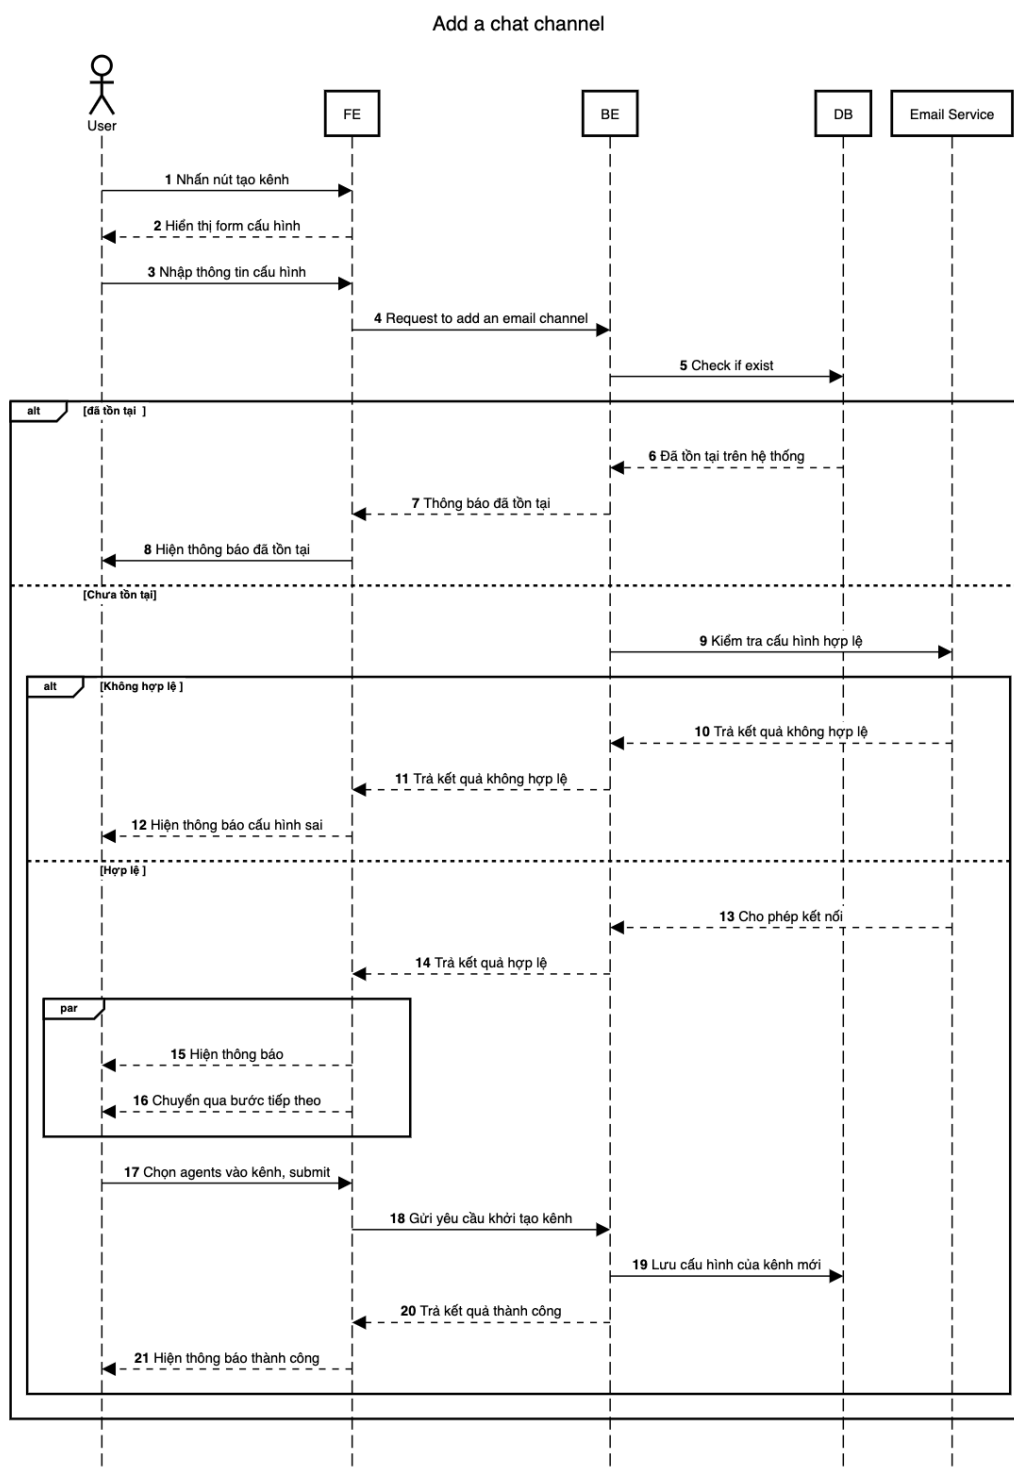 Add a chat channel
User
FE
BE
DB
Email Service
1 Nhấn nút tạo kênh
2 Hiển thị form cấu hình
3 Nhập thông tin cấu hình
4 Request to add an email channel
5 Check if exist
alt
[đã tồn tại ]
6 Đã tồn tại trên hệ thống
7 Thông báo đã tồn tại
8 Hiện thông báo đã tồn tại
[Chưa tồn tại]
9 Kiểm tra cấu hình hợp lệ
alt
[Không hợp lệ ]
10 Trả kết quả không hợp lệ
11 Trả kết quả không hợp lệ
12 Hiện thông báo cấu hình sai
[Hợp lệ ]
13 Cho phép kết nối
14 Trả kết quả hợp lệ
par
15 Hiện thông báo
16 Chuyển qua bước tiếp theo
17 Chọn agents vào kênh, submit
18 Gửi yêu cầu khởi tạo kênh
19 Lưu cấu hình của kênh mới
20 Trả kết quả thành công
21 Hiện thông báo thành công